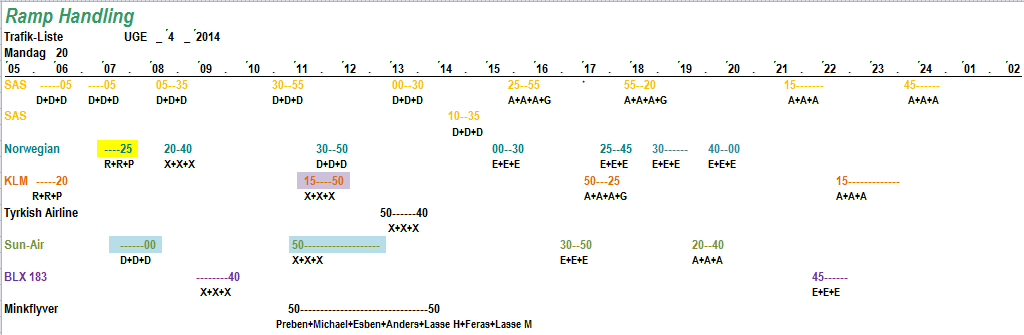 Ramp Handling
Trafik-Liste UGE _ 4 _ 2014
Mandag 20
05 . 06 . 07 . 08 . 09 . 10 . 11 . 12 . 13 . 14 . 15 . 16 . 17 . 18 . 19 . 20 . 21 . 22 . 23 . 24 . 01 . 02
SAS -----05 ----05 05--35 30--55 00--30 25---55 55---20 15------- 45------
D+D+D D+D+D D+D+D D+D+D D+D+D A+A+A+G A+A+A+G A+A+A A+A+A
SAS 10--35
D+D+D
Norwegian ----25 20-40 30--50 00--30 25--45 30------ 40--00
R+R+P X+X+X D+D+D E+E+E E+E+E E+E+E E+E+E
KLM -----20 15----50 50---25 15-------------
R+R+P X+X+X A+A+A+G A+A+A
Tyrkish Airline 50------40
X+X+X
Sun-Air ------00 50------------------- 30--50 20--40
D+D+D X+X+X E+E+E A+A+A
BLX 183 --------40 45------
X+X+X E+E+E
Minkflyver 50--------------------------------50
Preben+Michael+Esben+Anders+Lasse H+Feras+Lasse M